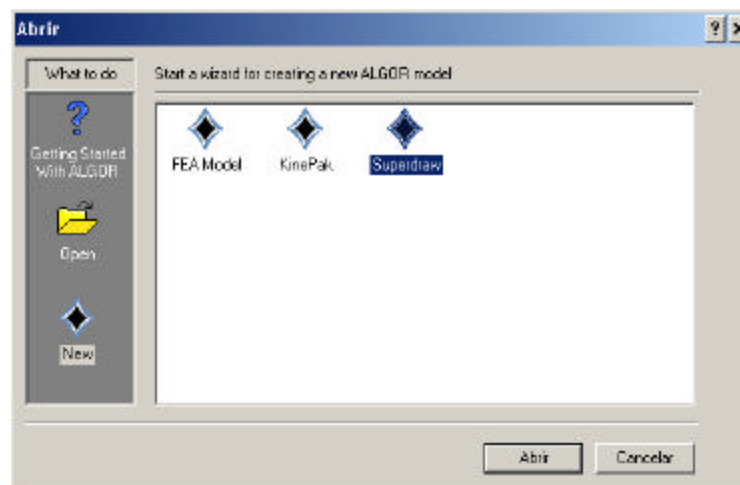 Abrir
What to do
Start a wizard for creating a new ALGOR model
Getting Started
With ALGOR
Open
New
FEA Model
KinePak
Superdraw
Abrir
Cancelar